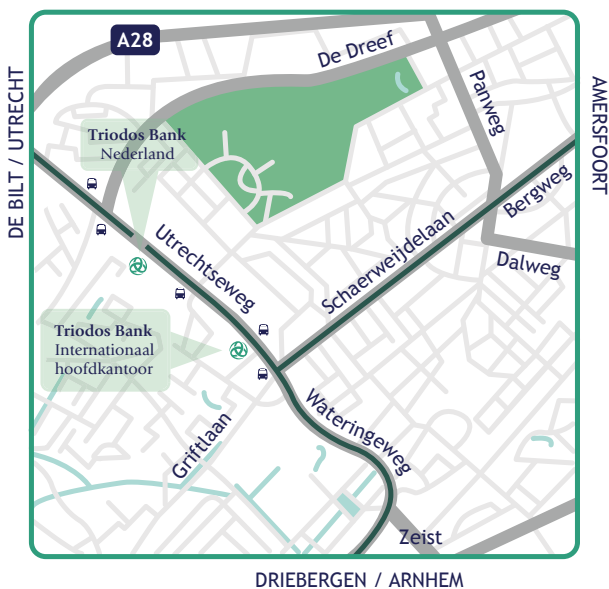 A28
De Dreef
Panweg
AMERSFOORT
DE BILT / UTRECHT
Triodos Bank
Nederland
Bergweg
Schaerweijdelaan
Utrechtseweg
Dalweg
Triodos Bank
Internationaal
hoofdkantoor
Wateringeweg
Griftlaan
Zeist
DRIEBERGEN / ARNHEM